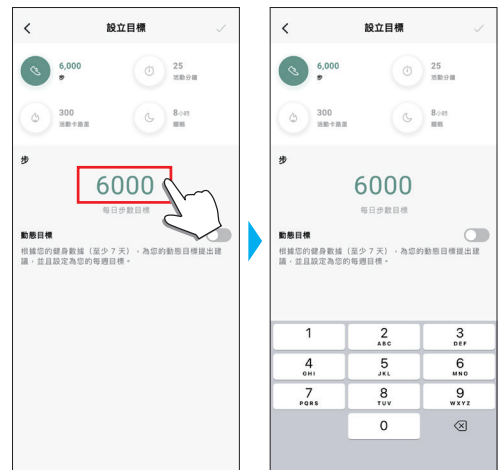 設立目標
6,000
步
25
活動分鐘
300
活動卡路里
8小時
睡眠
步
6000
每日步數目標
動態目標
根據您的健身數據（至少 7 天），為您的動態目標提出建
議，並且設定為您的每週目標。
設立目標
6,000
步
25
活動分鐘
300
活動卡路里
8小時
睡眠
步
6000
每日步數目標
動態目標
根據您的健身數據（至少 7 天），為您的動態目標提出建
議，並且設定為您的每週目標。
1
2
ABC
3
DEF
4
GHI
5
JKL
6
MNO
7
PQRS
8
TUV
9
WXYZ
0